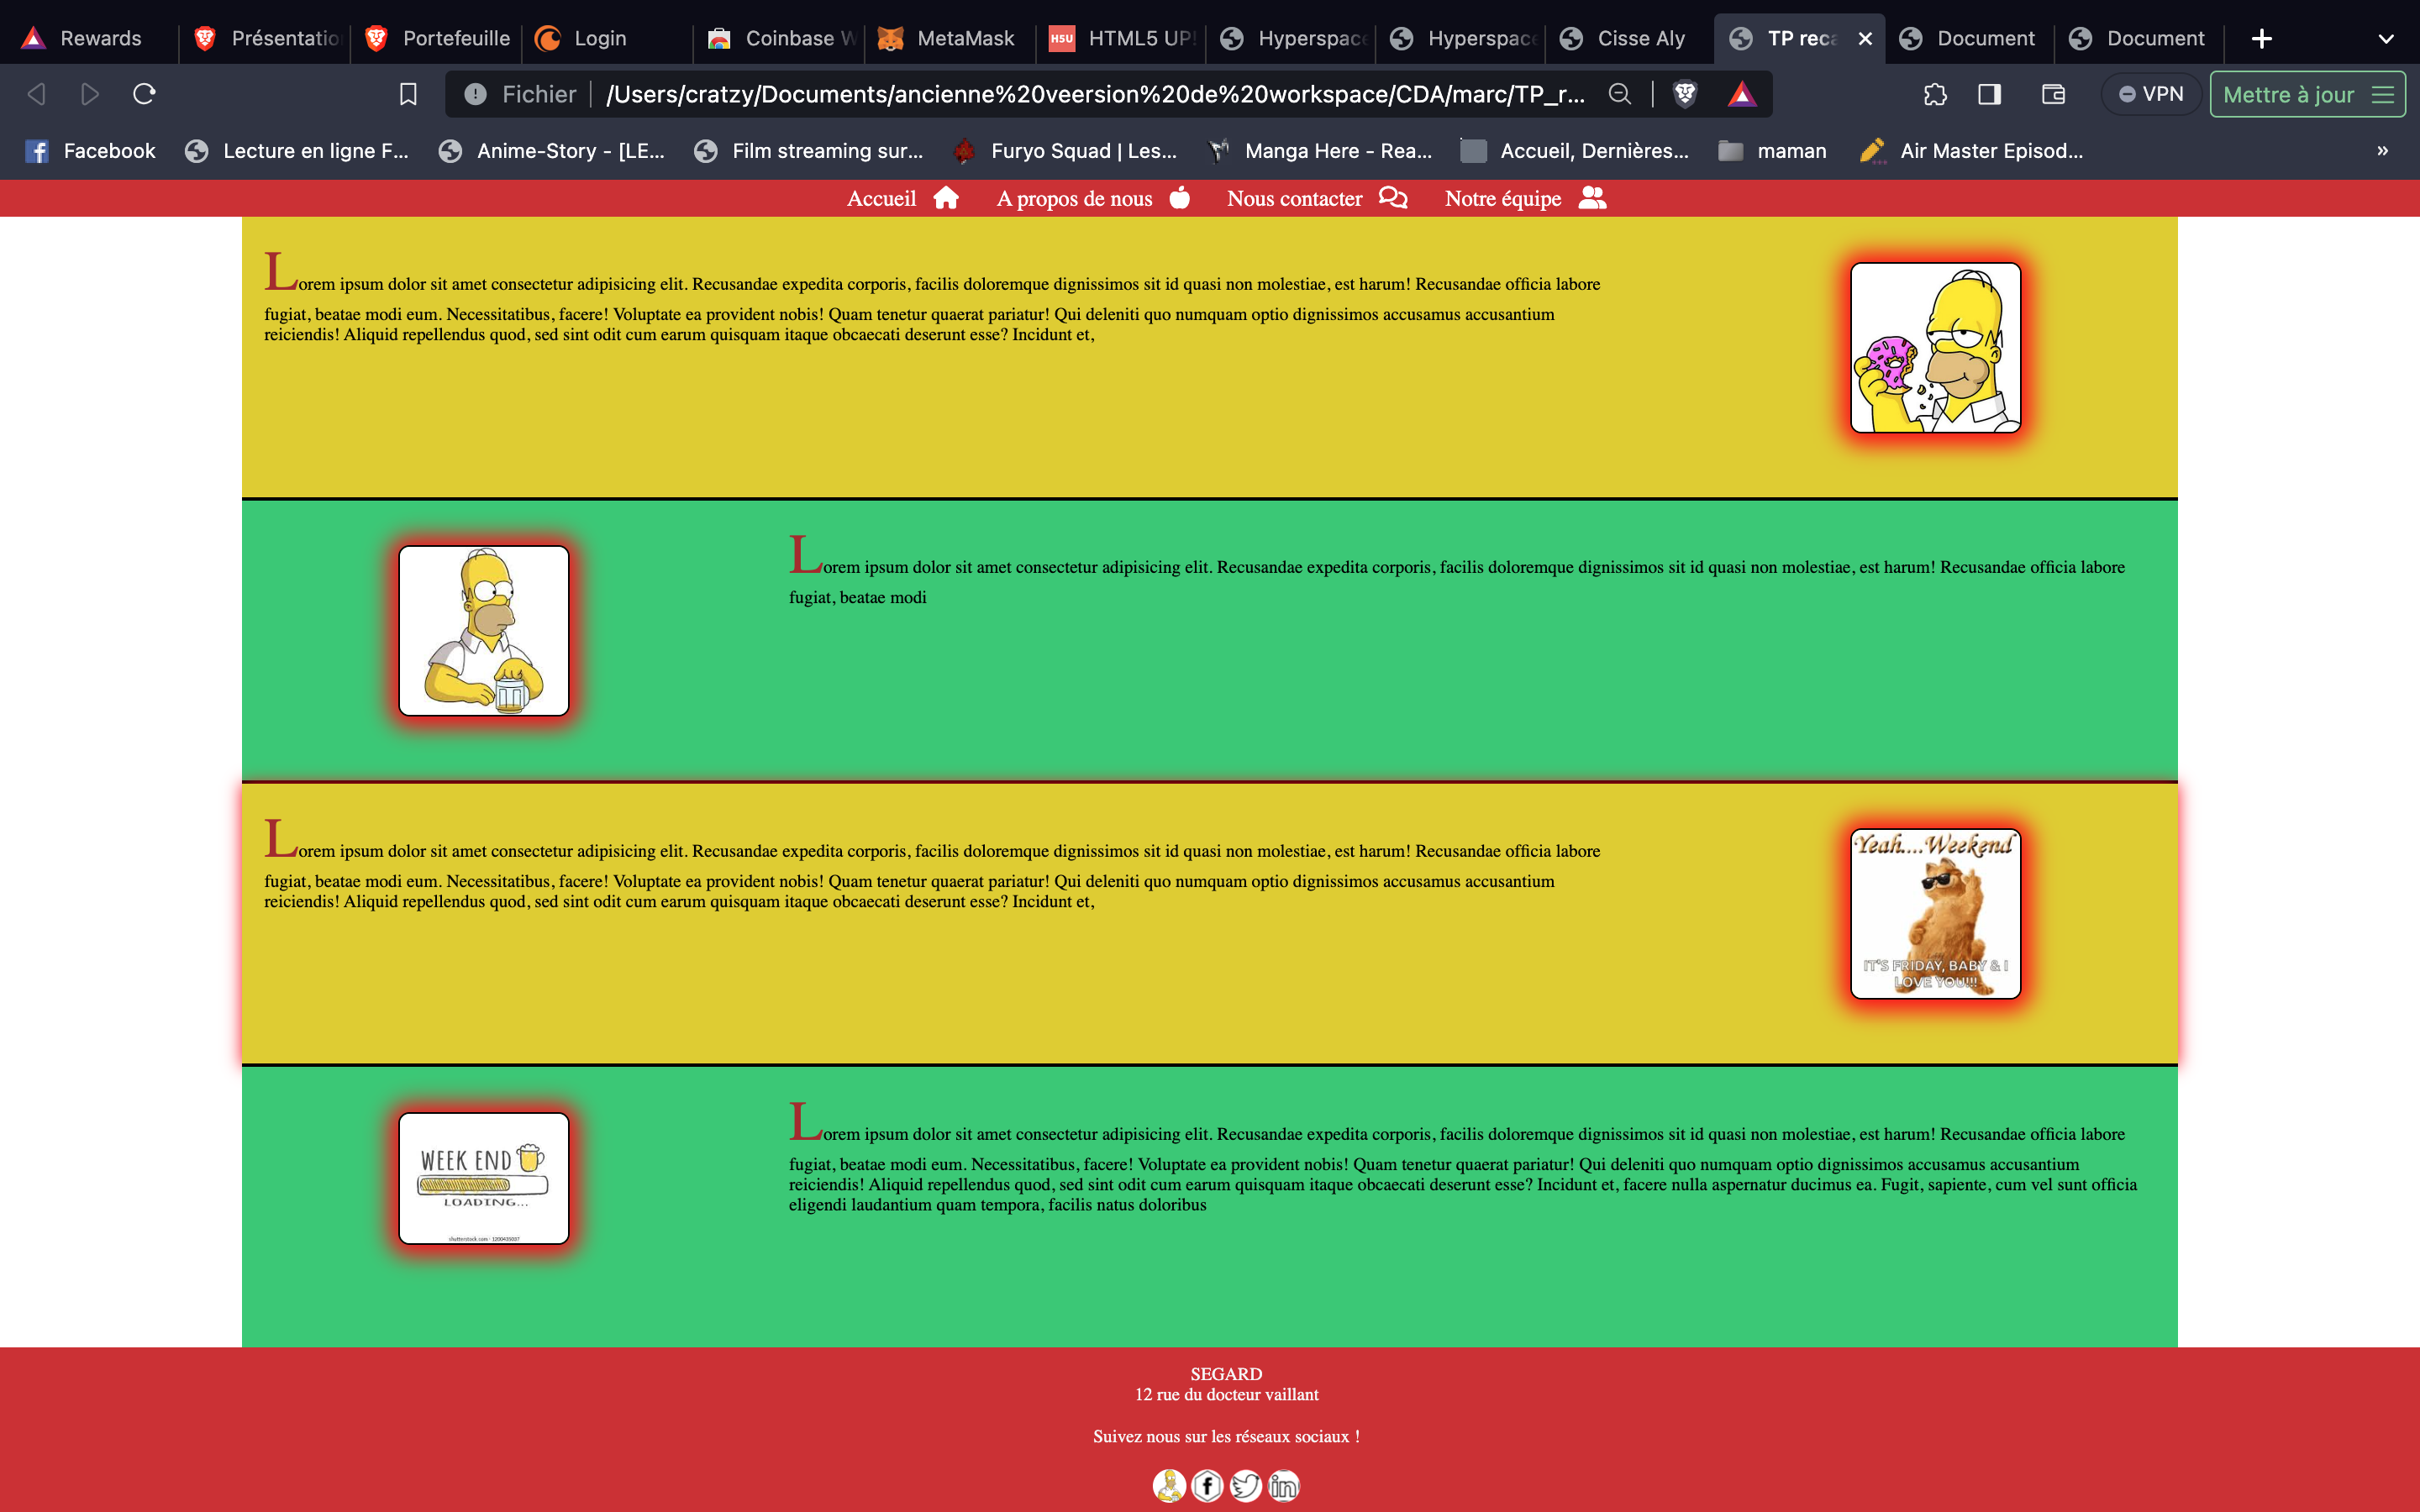 Rewards
Présentatio
Portefeuille
Login
Coinbase W
MetaMask
H5U HTML5 UP!
Hyperspace
Hyperspace
Cisse Aly
TP reca
Document
Document
Fichier /Users/cratzy/Documents/ancienne%20veersion%20de%20workspace/CDA/marc/TP_r...
VPN
Mettre à jour
Facebook
Lecture en ligne F...
Anime-Story - [LE...
Film streaming sur...
Furyo Squad | Les...
Manga Here - Rea...
Accueil, Dernières...
maman
Air Master Episod...
»
Accueil
A propos de nous
Nous contacter
Notre équipe
Lorem ipsum dolor sit amet consectetur adipisicing elit. Recusandae expedita corporis, facilis doloremque dignissimos sit id quasi non molestiae, est harum! Recusandae officia labore
fugiat, beatae modi eum. Necessitatibus, facere! Voluptate ea provident nobis! Quam tenetur quaerat pariatur! Qui deleniti quo numquam optio dignissimos accusamus accusantium
reiciendis! Aliquid repellendus quod, sed sint odit cum earum quisquam itaque obcaecati deserunt esse? Incidunt et,
Lorem ipsum dolor sit amet consectetur adipisicing elit. Recusandae expedita corporis, facilis doloremque dignissimos sit id quasi non molestiae, est harum! Recusandae officia labore
fugiat, beatae modi
Lorem ipsum dolor sit amet consectetur adipisicing elit. Recusandae expedita corporis, facilis doloremque dignissimos sit id quasi non molestiae, est harum! Recusandae officia labore
fugiat, beatae modi eum. Necessitatibus, facere! Voluptate ea provident nobis! Quam tenetur quaerat pariatur! Qui deleniti quo numquam optio dignissimos accusamus accusantium
reiciendis! Aliquid repellendus quod, sed sint odit cum earum quisquam itaque obcaecati deserunt esse? Incidunt et,
Yeah....Weekend
IT'S FRIDAY, BABY & I
LOVE YOU!!!
WEEK END
LOADING...
shutterstock.com · 1200435037
Lorem ipsum dolor sit amet consectetur adipisicing elit. Recusandae expedita corporis, facilis doloremque dignissimos sit id quasi non molestiae, est harum! Recusandae officia labore
fugiat, beatae modi eum. Necessitatibus, facere! Voluptate ea provident nobis! Quam tenetur quaerat pariatur! Qui deleniti quo numquam optio dignissimos accusamus accusantium
reiciendis! Aliquid repellendus quod, sed sint odit cum earum quisquam itaque obcaecati deserunt esse? Incidunt et, facere nulla aspernatur ducimus ea. Fugit, sapiente, cum vel sunt officia
eligendi laudantium quam tempora, facilis natus doloribus
SEGARD
12 rue du docteur vaillant
Suivez nous sur les réseaux sociaux !
f
in